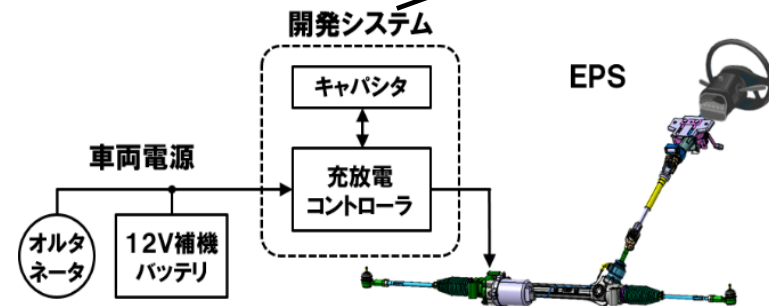 開発システム
キャパシタ
EPS
車両電源
充放電
コントローラ
オルタ
ネータ
12V補機
バッテリ